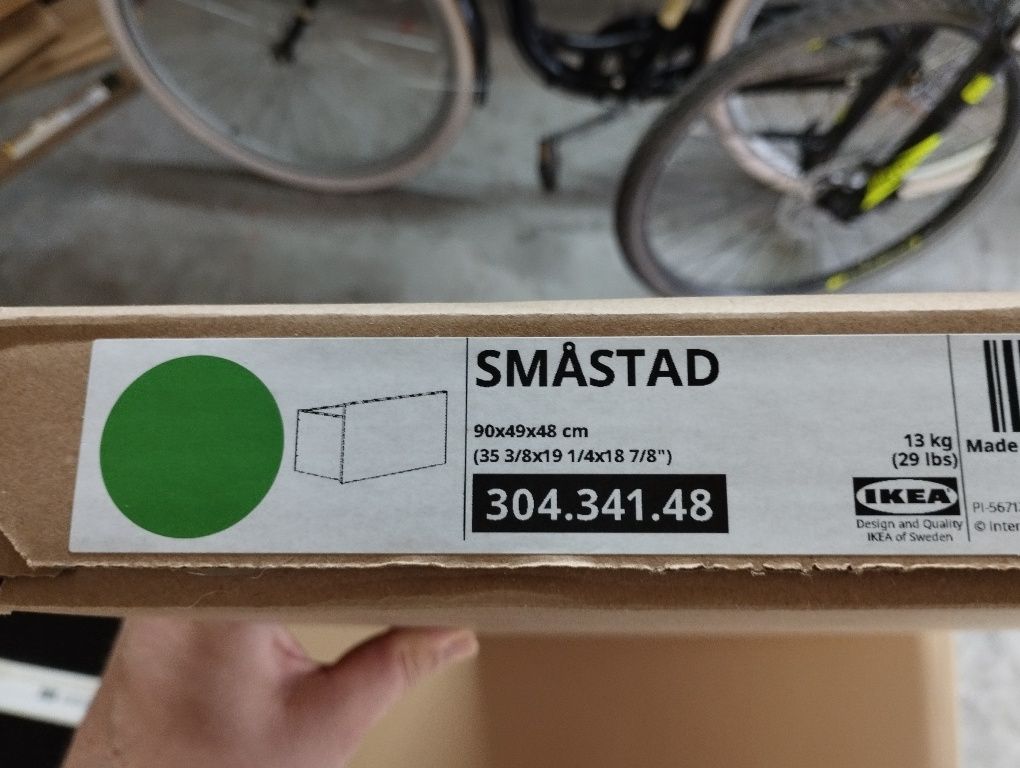 SMÅSTAD
90x49x48 cm
(35 3/8x19 1/4x18 7/8")
304.341.48
13 kg
(29 lbs)
IKEA
Design and Quality
IKEA of Sweden
Made
© Inter